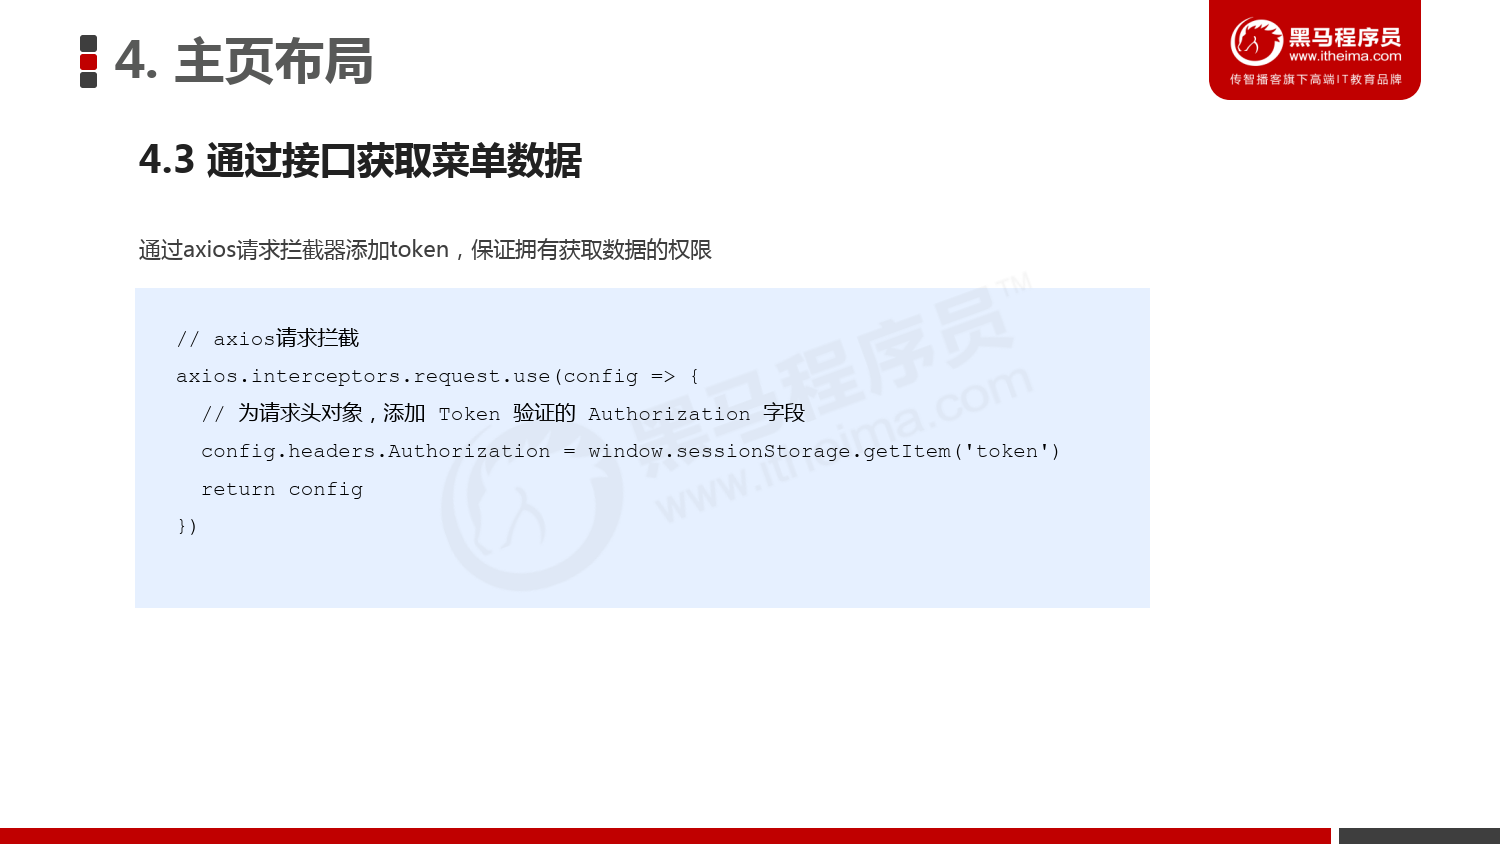 4. 主页布局
黑马程序员
www.itheima.com
传智播客旗下高端IT教育品牌
4.3 通过接口获取菜单数据
通过axios请求拦截器添加token，保证拥有获取数据的权限
// axios请求拦截
axios.interceptors.request.use(config => {
  // 为请求头对象，添加 Token 验证的 Authorization 字段
  config.headers.Authorization = window.sessionStorage.getItem('token')
  return config
})
黑马程序员™
www.itheima.com